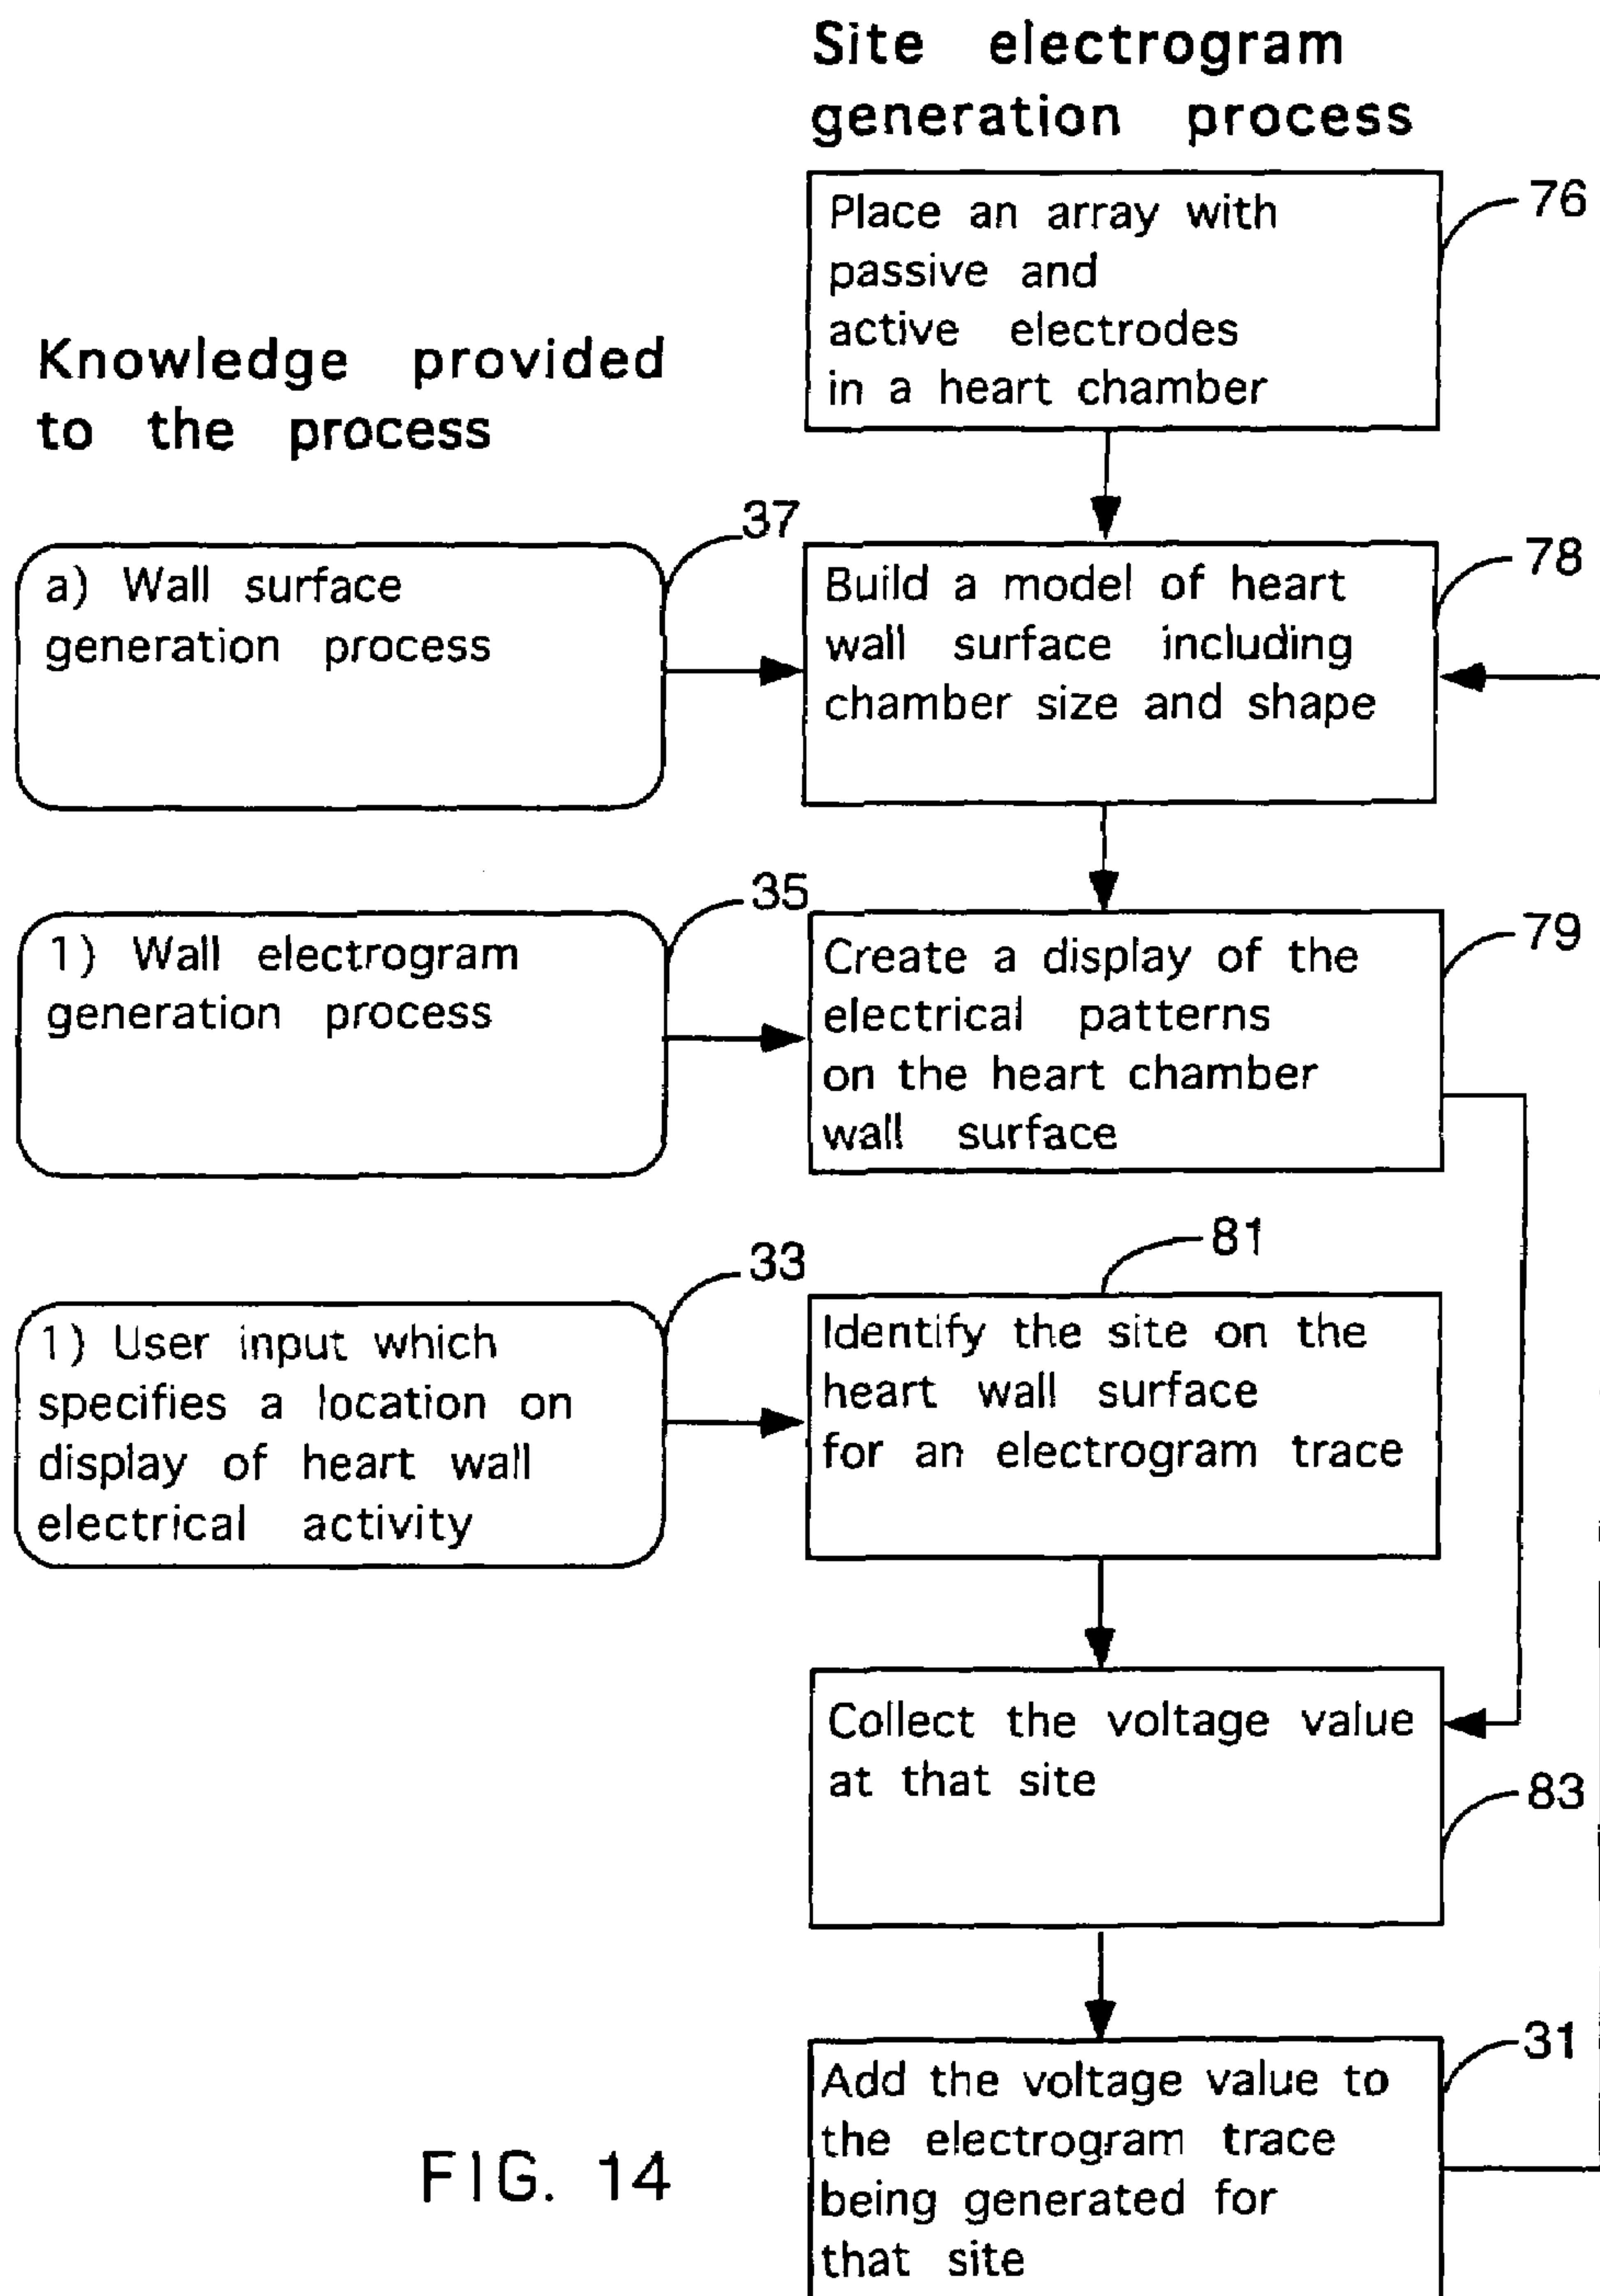 Site electrogram
generation process
Place an array with
passive and
active electrodes
in a heart chamber
76
Knowledge provided
to the process
a) Wall surface
generation process
37
Build a model of heart
wall surface including
chamber size and shape
78
1) Wall electrogram
generation process
35
Create a display of the
electrical patterns
on the heart chamber
wall surface
79
1) User input which
specifies a location on
display of heart wall
electrical activity
33
81
Identify the site on the
heart wall surface
for an electrogram trace
Collect the voltage value
at that site
83
Add the voltage value to
the electrogram trace
being generated for
that site
31
FIG. 14